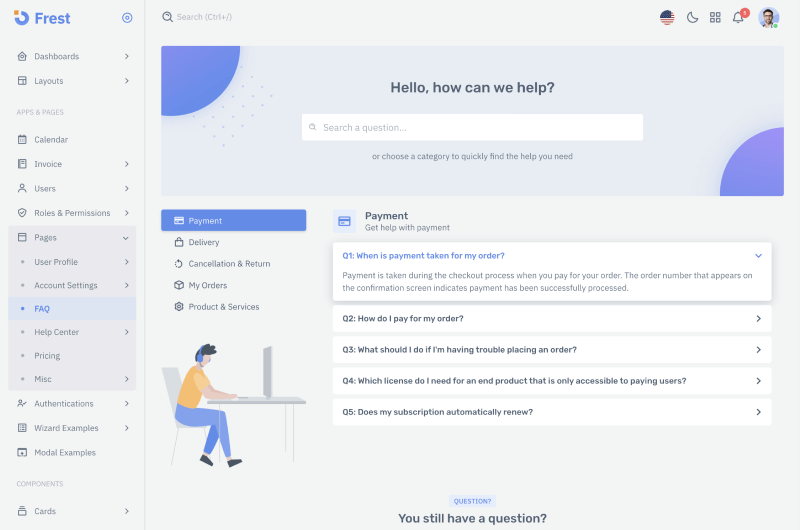 Frest
Search (Ctrl+/)
5
Dashboards
Layouts
APPS & PAGES
Calendar
Invoice
Users
Roles & Permissions
Pages
User Profile
Account Settings
FAQ
Help Center
Pricing
Misc
Authentications
Wizard Examples
Modal Examples
COMPONENTS
Cards
Hello, how can we help?
Search a question...
or choose a category to quickly find the help you need
Payment
Delivery
Cancellation & Return
My Orders
Product & Services
Payment
Get help with payment
Q1: When is payment taken for my order?
Payment is taken during the checkout process when you pay for your order. The order number that appears on
the confirmation screen indicates payment has been successfully processed.
Q2: How do I pay for my order?
Q3: What should I do if I'm having trouble placing an order?
Q4: Which license do I need for an end product that is only accessible to paying users?
Q5: Does my subscription automatically renew?
QUESTION?
You still have a question?